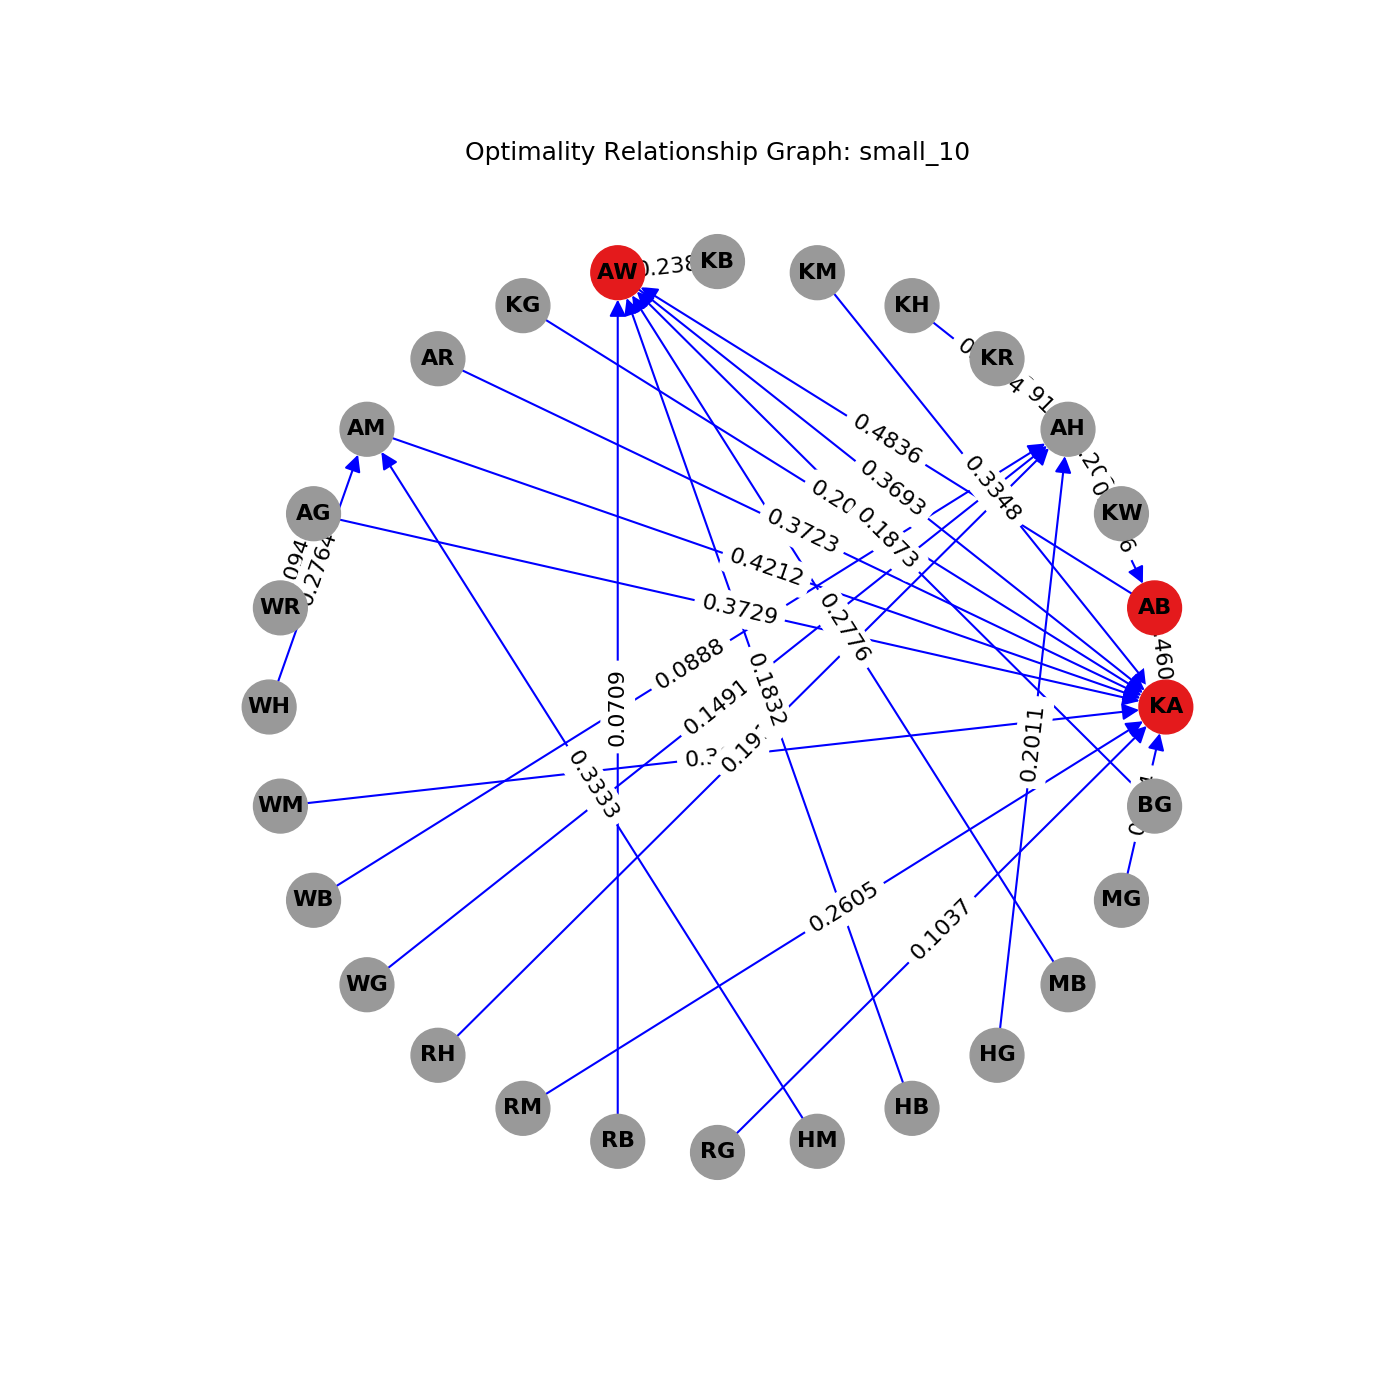 Optimality Relationship Graph: small_10
AW
KB
KM
KG
KH
AR
KR
AM
AH
0.4836
0.3693
0.3348
AG
KW
0.3723
0.1873
0.4212
0.2764
WR
0.3729
AB
0.2776
0.0888
0.1832
WH
0.1491
0.0709
KA
0.2011
0.3333
WM
BG
WB
0.2605
MG
0.1037
WG
MB
RH
HG
RM
HB
RB
RG
HM